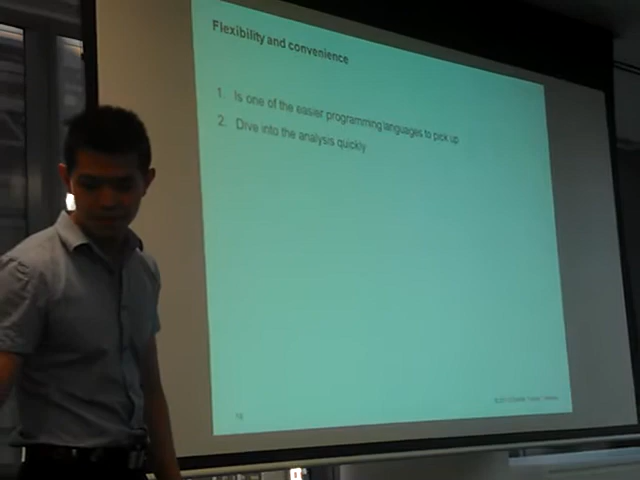 Flexibility and convenience
1. Is one of the easier programming languages to pick up
2. Dive into the analysis quickly